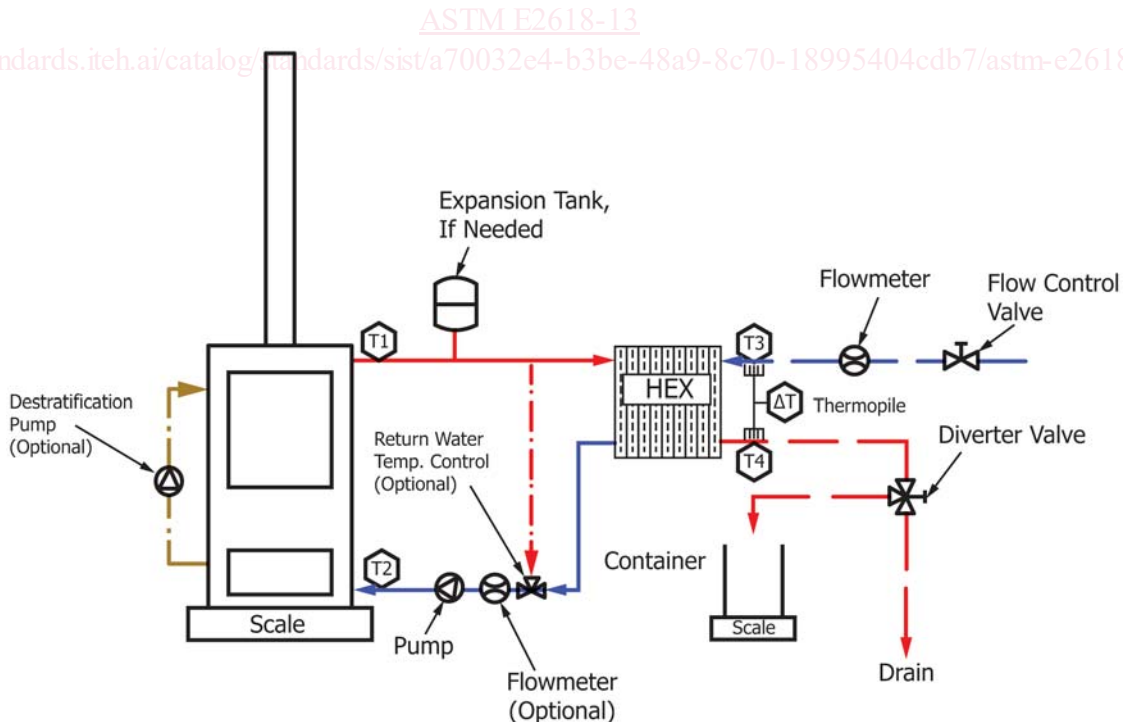 ASTM E2618-13
ndards.iteh.ai/catalog/standards/sist/a70032e4-b3be-48a9-8c70-18995404cdb7/astm-e2618
Expansion Tank,
If Needed
Flowmeter
Flow Control
Valve
T1
T3
HEX
ΔT
Thermopile
Destratification
Pump
(Optional)
Return Water
Temp. Control
(Optional)
T4
Diverter Valve
Container
T2
Scale
Pump
Scale
Flowmeter
(Optional)
Drain